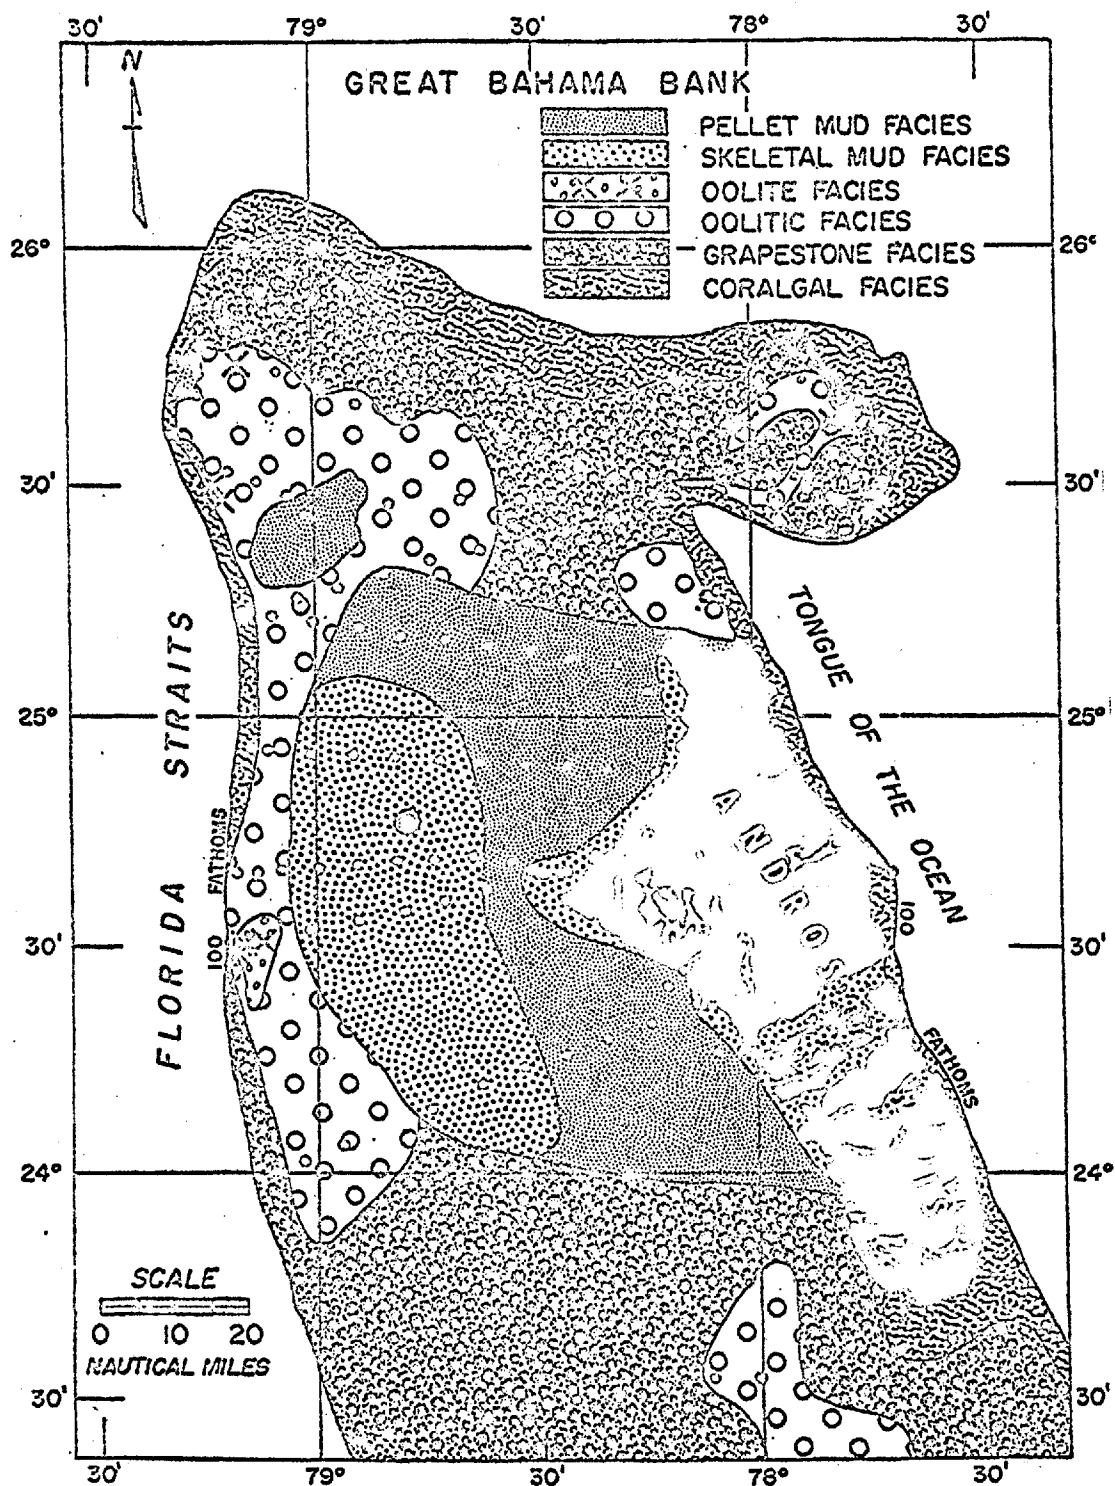 30' 79° 30' 78° 30'
N
GREAT BAHAMA BANK
PELLET MUD FACIES
SKELETAL MUD FACIES
OOLITE FACIES
OOLITIC FACIES
26° GRAPESTONE FACIES 26°
CORALGAL FACIES
30' 30'
FLORIDA STRAITS
TONGUE OF THE OCEAN
25° 25°
ANDROS
100 FATHOMS
100 FATHOMS
30' 30'
24° 24°
IS.
SCALE
0 10 20
NAUTICAL MILES
30' 30'
30' 79° 30' 78° 30'